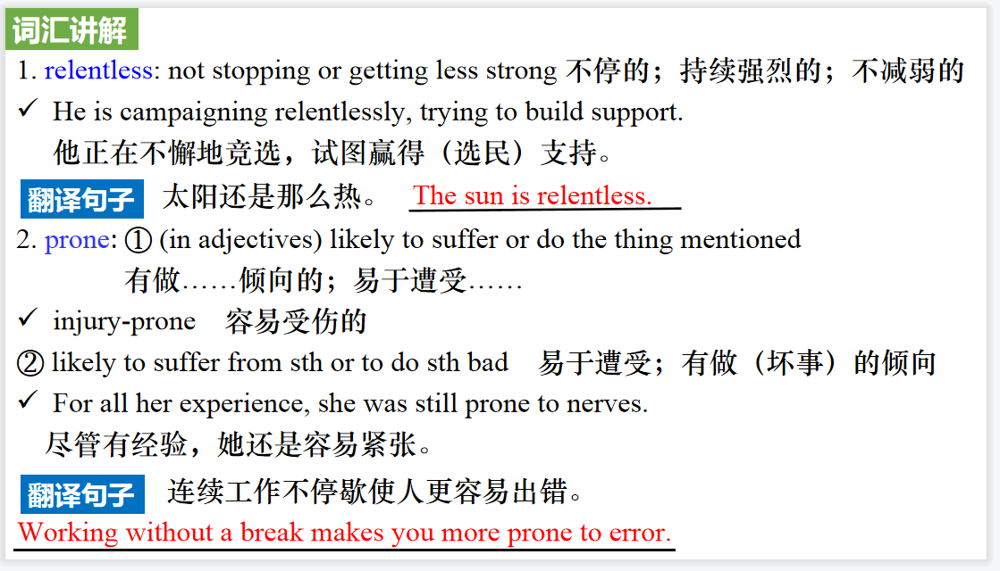 词汇讲解
1. relentless: not stopping or getting less strong 不停的；持续强烈的；不减弱的
✓ He is campaigning relentlessly, trying to build support.
他正在不懈地竞选，试图赢得（选民）支持。
翻译句子 太阳还是那么热。 The sun is relentless.
2. prone: ① (in adjectives) likely to suffer or do the thing mentioned
有做……倾向的；易于遭受……
✓ injury-prone 容易受伤的
② likely to suffer from sth or to do sth bad 易于遭受；有做（坏事）的倾向
✓ For all her experience, she was still prone to nerves.
尽管有经验，她还是容易紧张。
翻译句子 连续工作不停歇使人更容易出错。
Working without a break makes you more prone to error.